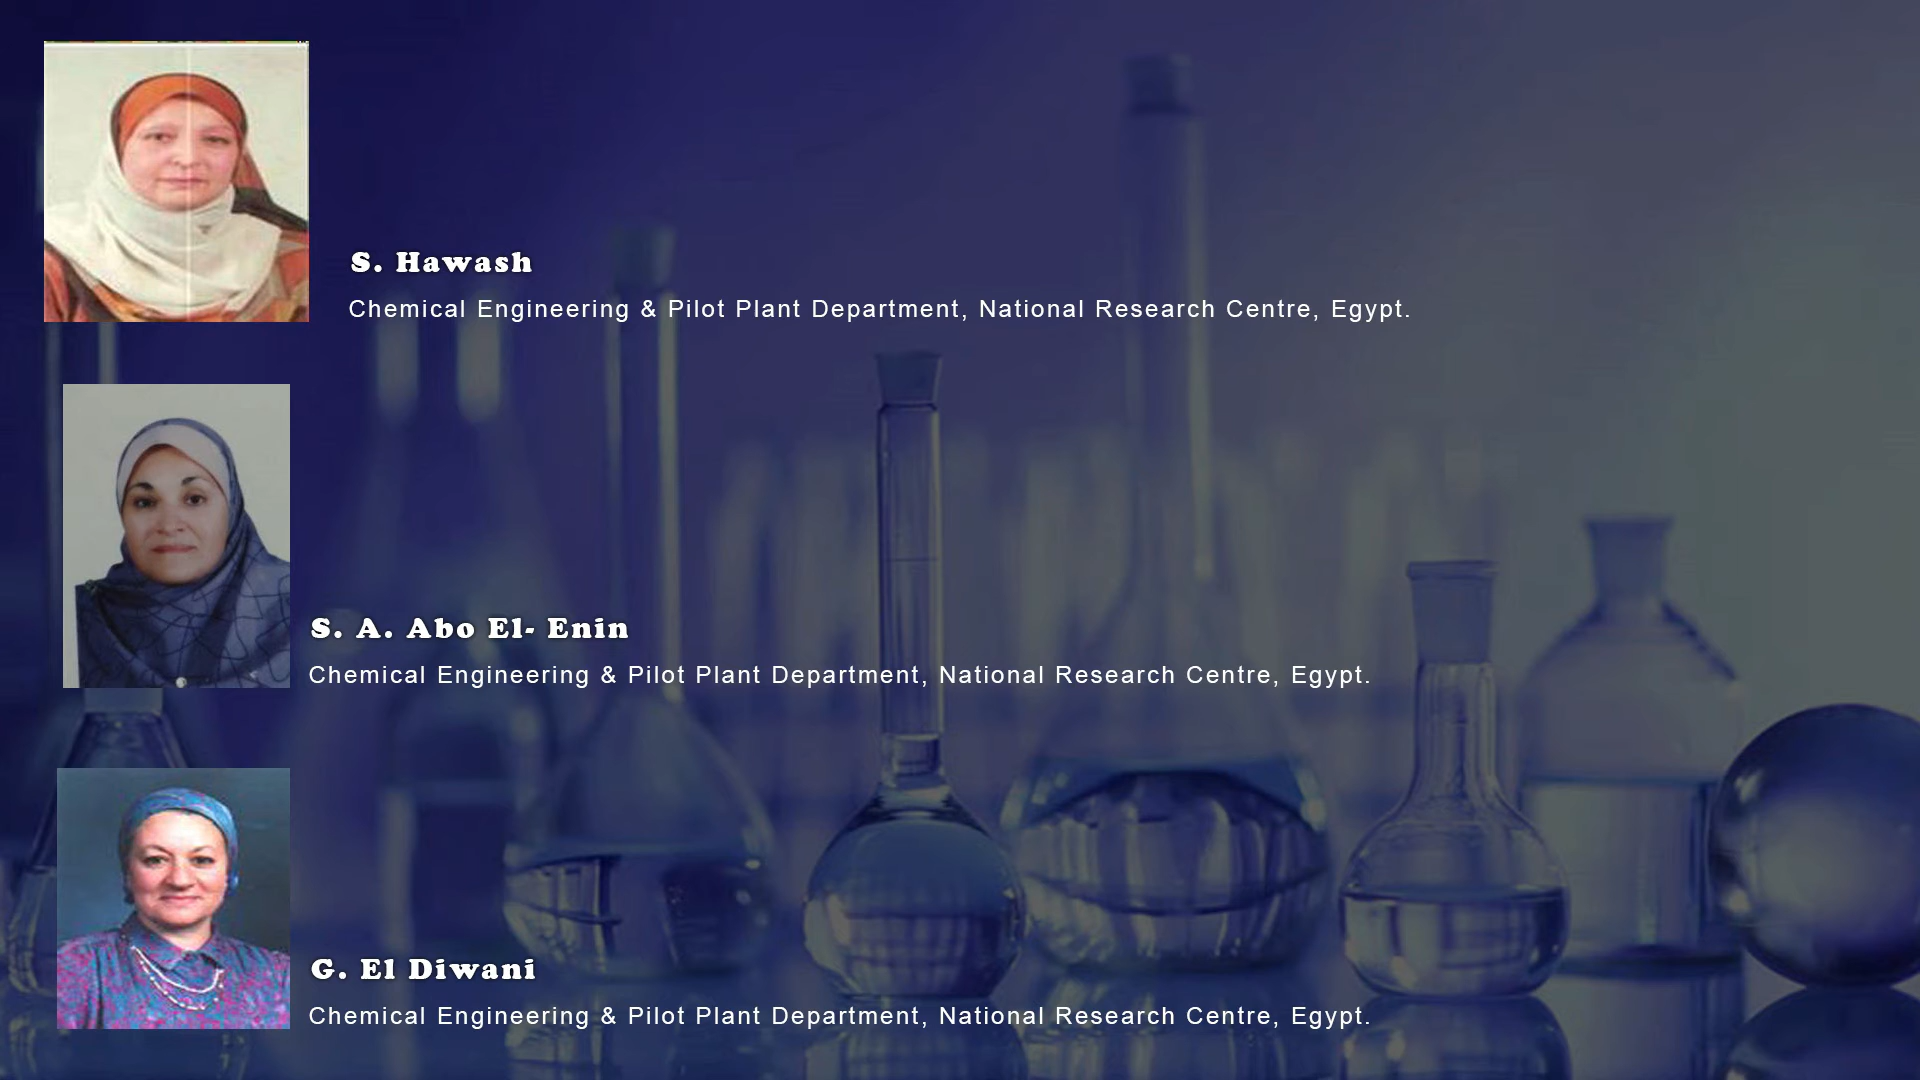 S. Hawash
Chemical Engineering & Pilot Plant Department, National Research Centre, Egypt.
S. A. Abo El- Enin
Chemical Engineering & Pilot Plant Department, National Research Centre, Egypt.
G. El Diwani
Chemical Engineering & Pilot Plant Department, National Research Centre, Egypt.